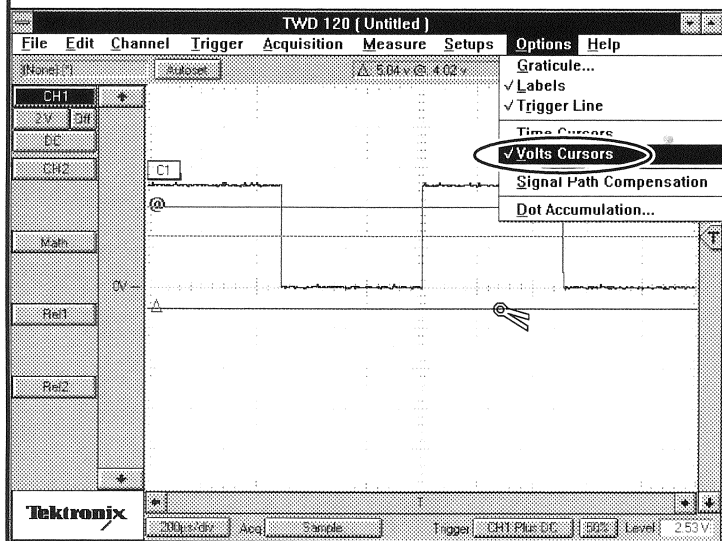 TWD 120 ( Untitled )
File Edit Channel Trigger Acquisition Measure Setups Options Help
(None) (*) Autoset Δ 5.04 v @ 4.02 v
Graticule...
✓ Labels
✓ Trigger Line
Time Cursors
✓ Volts Cursors
Signal Path Compensation
Dot Accumulation...
CH1
2 V Off
DC
CH2
C1
@
Math
T
0V
Δ
Ref1
Ref2
Tektronix
T
200µs/div Acq Sample Trigger CH1 Plus DC 50% Level 2.53 V